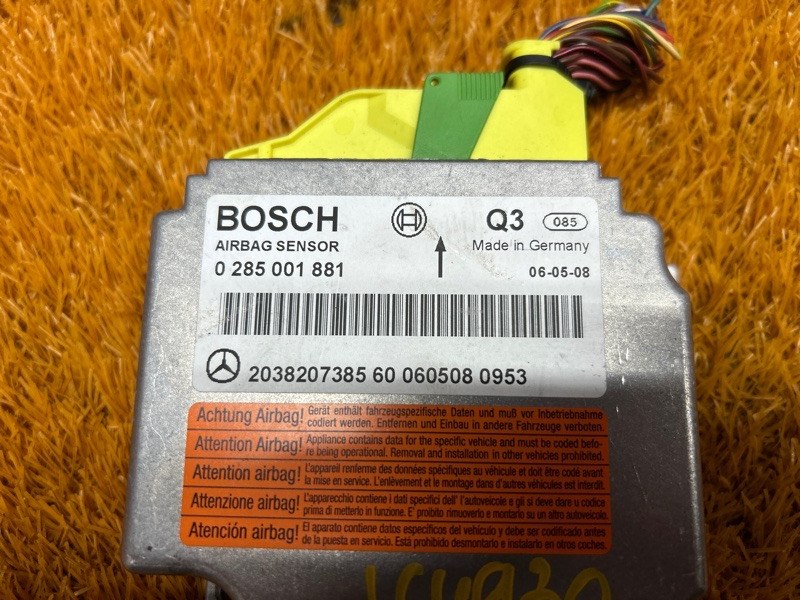 BOSCH Q3 085
AIRBAG SENSOR Made in Germany
0 285 001 881 06-05-08
2038207385 60 060508 0953
Achtung Airbag! Gerät enthält fahrzeugspezifische Daten und muß vor Inbetriebnahme
codiert werden. Entfernen und Einbau in andere Fahrzeuge verboten.
Attention Airbag! Appliance contains data for the specific vehicle and must be coded befo-
re being operational. Removal and installation in other vehicles prohibited.
Attention airbag! L'appareil renferme des données spécifiques au véhicule et doit être codé avant
la mise en service. L'enlèvement et le montage dans d'autres véhicules est interdit.
Attenzione airbag! L'apparecchio contiene i dati specifici dell' l'autoveicolo e gli si deve dare u codice
prima di metterlo in funzione. E' proibito rimuoverlo e montarlo su un altro autoveicolo.
Atención airbag! El aparato contiene datos específicos del vehículo y debe ser codificado antes
de la puesta en servicio. Está prohibido desmontarlo e instalarlo en otros coches.